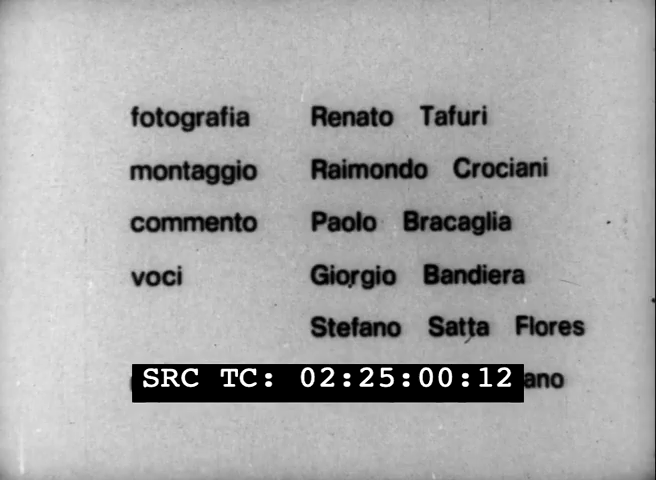 fotografia Renato Tafuri
montaggio Raimondo Crociani
commento Paolo Bracaglia
voci Giorgio Bandiera
Stefano Satta Flores
SRC TC: 02:25:00:12